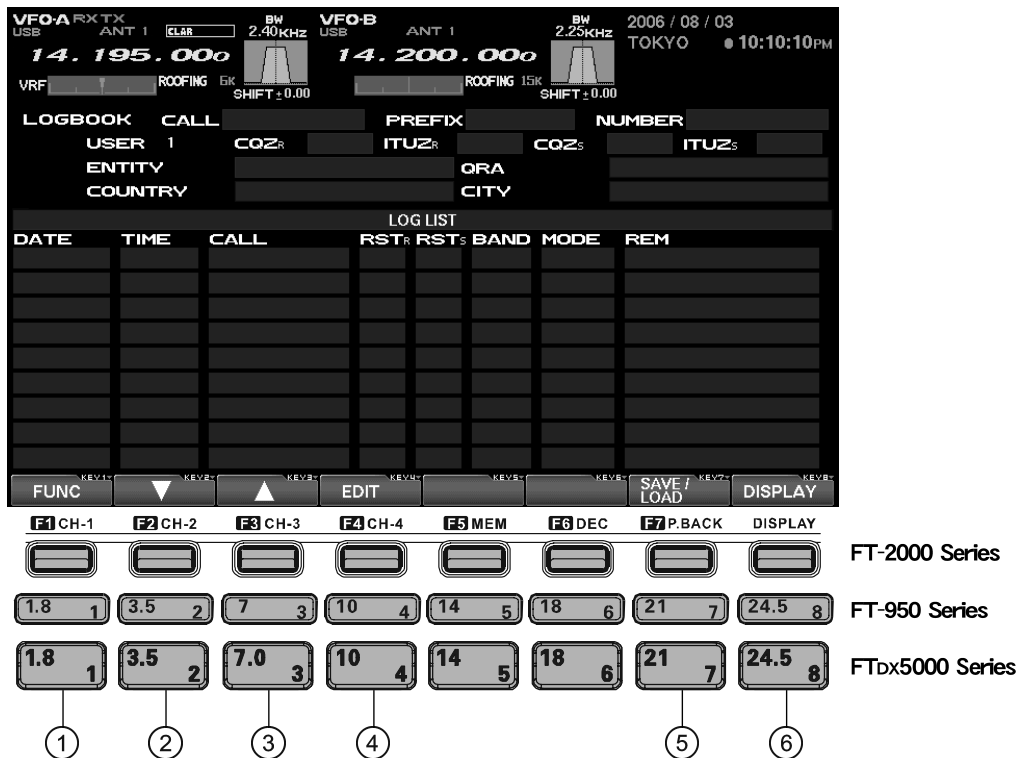 VFO-A RX TX BW VFO-B BW 2006 / 08 / 03
USB ANT 1 CLAR 2.40KHZ USB ANT 1 2.25KHZ TOKYO 10:10:10PM
14.195.00o 14.200.00o
VRF ROOFING 6K ROOFING 15K
SHIFT±0.00 SHIFT±0.00
LOGBOOK CALL PREFIX NUMBER
USER 1 CQZR ITUZR CQZS ITUZS
ENTITY QRA
COUNTRY CITY
LOG LIST
DATE TIME CALL RSTR RSTS BAND MODE REM
KEY1 KEY2 KEY3 KEY4 KEY5 KEY6 KEY7 KEY8
FUNC ▼ ▲ EDIT SAVE / LOAD DISPLAY
F1 CH-1 F2 CH-2 F3 CH-3 F4 CH-4 F5 MEM F6 DEC F7 P.BACK DISPLAY
FT-2000 Series
1.8 1 3.5 2 7 3 10 4 14 5 18 6 21 7 24.5 8 FT-950 Series
1.8 1 3.5 2 7.0 3 10 4 14 5 18 6 21 7 24.5 8 FTDX5000 Series
① ② ③ ④ ⑤ ⑥